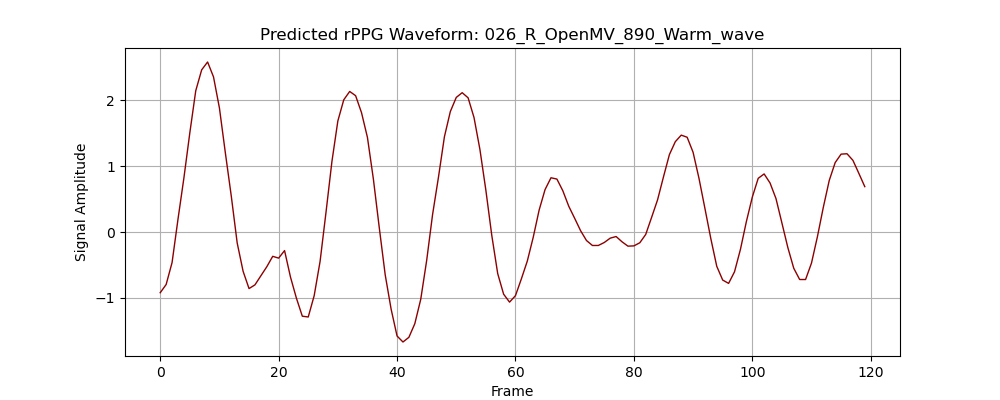 Predicted rPPG Waveform: 026_R_OpenMV_890_Warm_wave
Signal Amplitude
2
1
0
−1
0 20 40 60 80 100 120
Frame